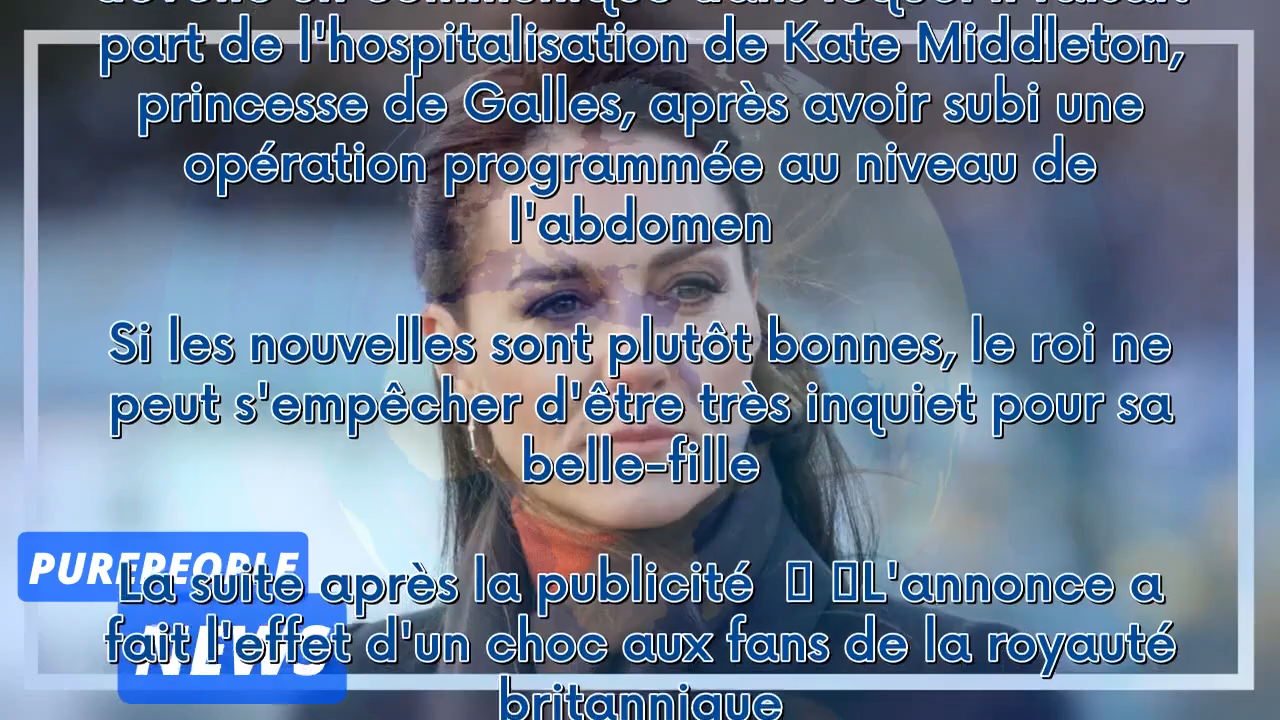 part de l'hospitalisation de Kate Middleton,
princesse de Galles, après avoir subi une
opération programmée au niveau de
l'abdomen
Si les nouvelles sont plutôt bonnes, le roi ne
peut s'empêcher d'être très inquiet pour sa
belle-fille
PUREPEOPLE
La suite après la publicité L'annonce a
NEWS
fait l'effet d'un choc aux fans de la royauté
britannique